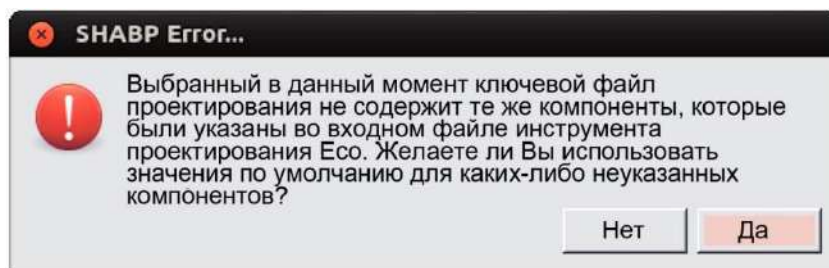 SHABP Error...
Выбранный в данный момент ключевой файл
проектирования не содержит те же компоненты, которые
были указаны во входном файле инструмента
проектирования Eco. Желаете ли Вы использовать
значения по умолчанию для каких-либо неуказанных
компонентов?
Нет
Да